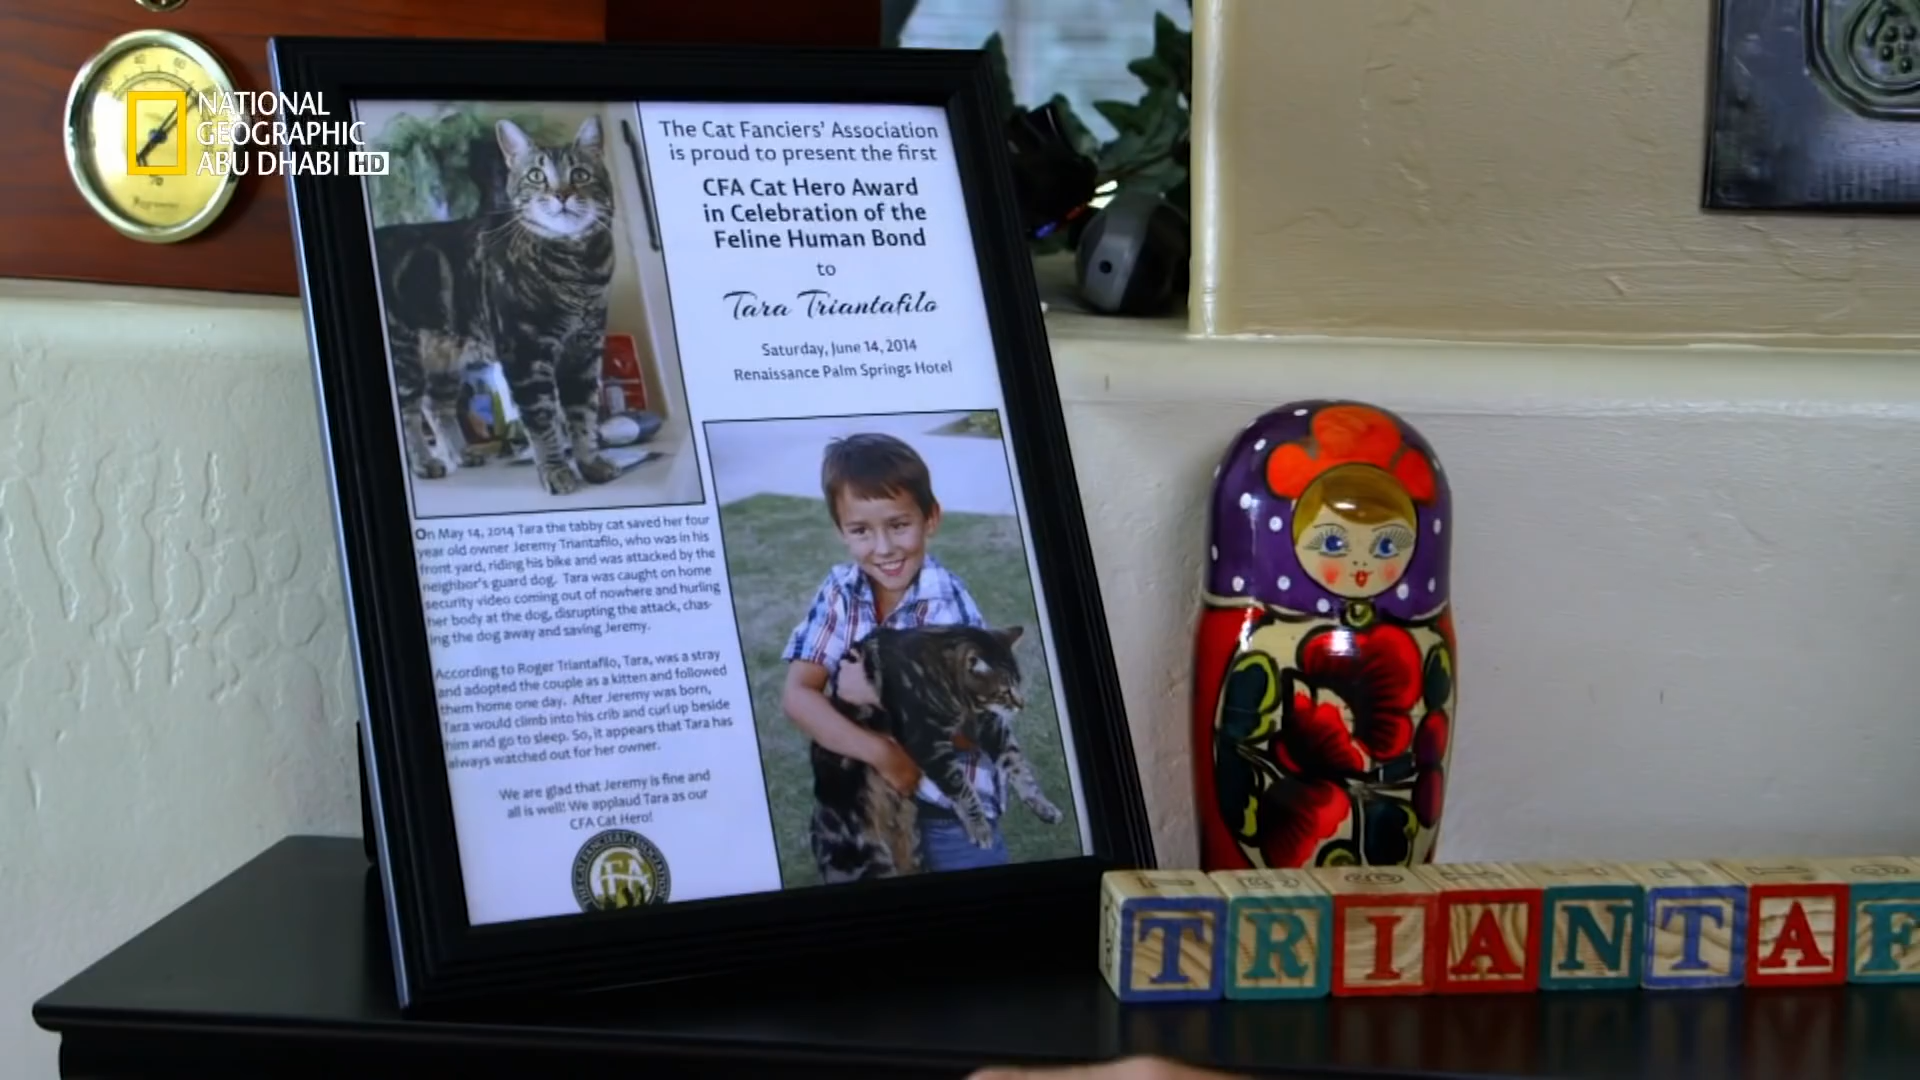 NATIONAL
GEOGRAPHIC
ABU DHABI HD
The Cat Fanciers' Association
is proud to present the first
CFA Cat Hero Award
in Celebration of the
Feline Human Bond
to
Tara Triantafilo
Saturday, June 14, 2014
Renaissance Palm Springs Hotel
On May 14, 2014 Tara the tabby cat saved her four
year old owner Jeremy Triantafilo, who was in his
front yard, riding his bike and was attacked by the
neighbor's guard dog. Tara was caught on home
security video coming out of nowhere and hurling
her body at the dog, disrupting the attack, chas-
ing the dog away and saving Jeremy.
According to Roger Triantafilo, Tara, was a stray
and adopted the couple as a kitten and followed
them home one day. After Jeremy was born,
Tara would climb into his crib and curl up beside
him and go to sleep. So, it appears that Tara has
always watched out for her owner.
We are glad that Jeremy is fine and
all is well! We applaud Tara as our
CFA Cat Hero!
CFA
TRIANTAF